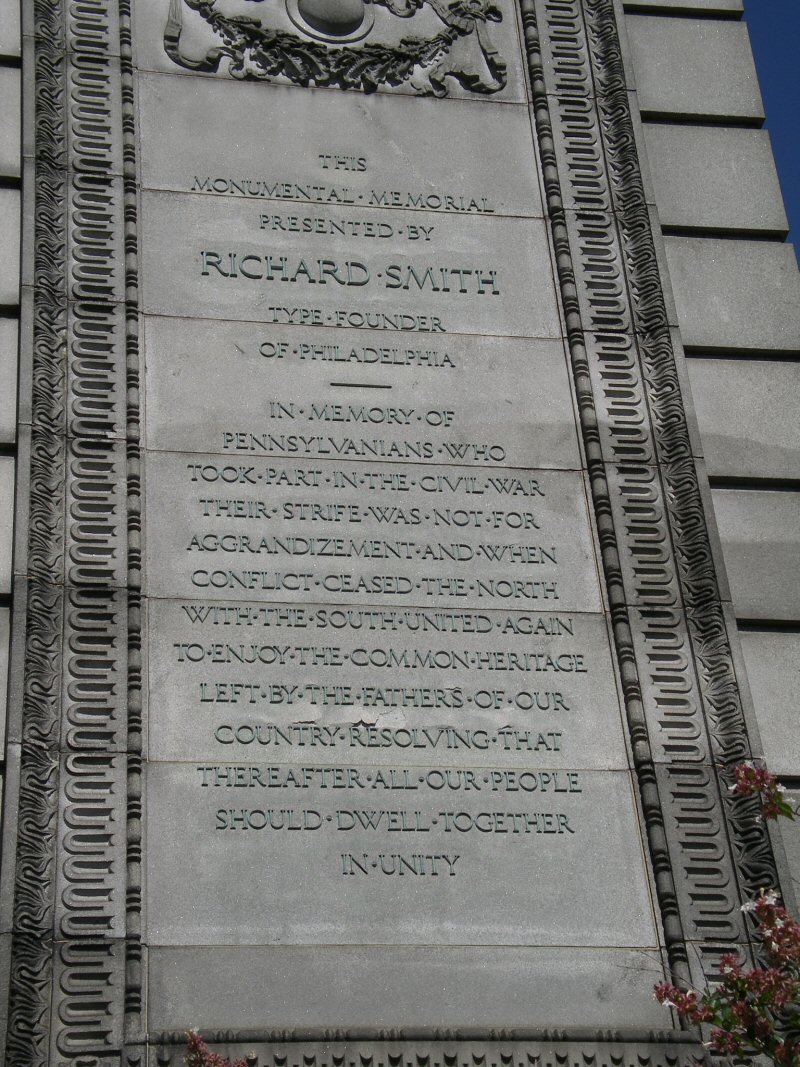 THIS
MONUMENTAL·MEMORIAL
PRESENTED·BY
RICHARD·SMITH
TYPE·FOUNDER
OF·PHILADELPHIA
IN·MEMORY·OF
PENNSYLVANIANS·WHO
TOOK·PART·IN·THE·CIVIL·WAR
THEIR·STRIFE·WAS·NOT·FOR
AGGRANDIZEMENT·AND·WHEN
CONFLICT·CEASED·THE·NORTH
WITH·THE·SOUTH·UNITED·AGAIN
TO·ENJOY·THE·COMMON·HERITAGE
LEFT·BY·THE·FATHERS·OF·OUR
COUNTRY·RESOLVING·THAT
THEREAFTER·ALL·OUR·PEOPLE
SHOULD·DWELL·TOGETHER
IN·UNITY